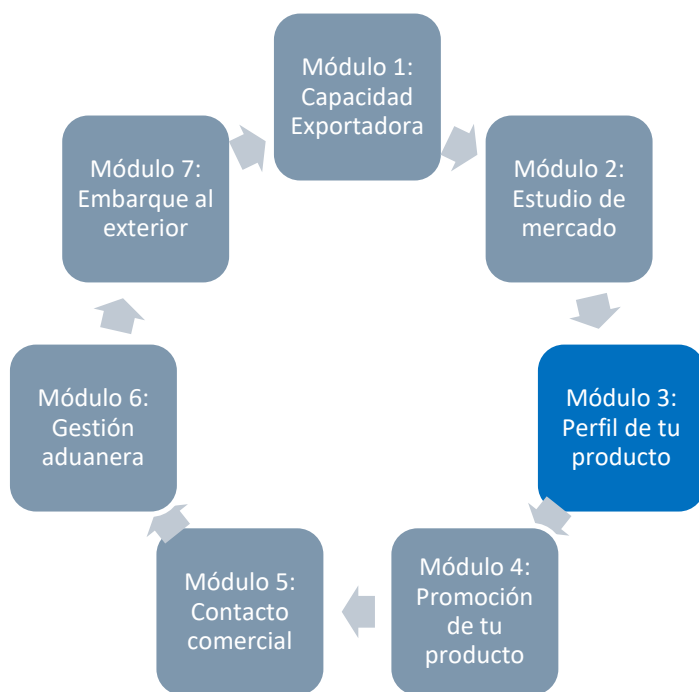 Módulo 1:
Capacidad
Exportadora
Módulo 2:
Estudio de
mercado
Módulo 3:
Perfil de tu
producto
Módulo 4:
Promoción
de tu
producto
Módulo 5:
Contacto
comercial
Módulo 6:
Gestión
aduanera
Módulo 7:
Embarque al
exterior